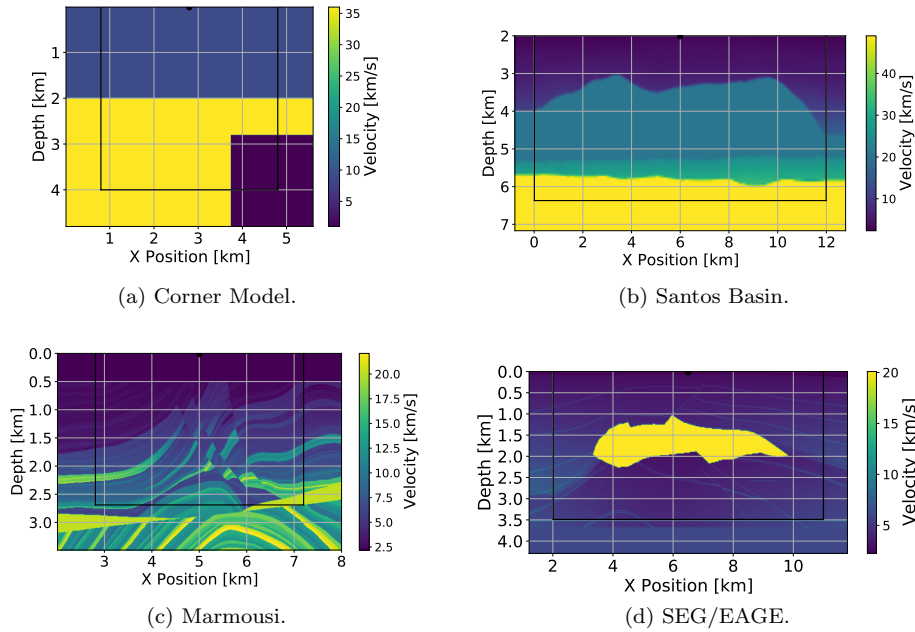 1
2
3
4
Depth [km]
1 2 3 4 5
X Position [km]
35
30
25
20
15
10
5
Velocity [km/s]
(a) Corner Model.
2
3
4
5
6
7
Depth [km]
0 2 4 6 8 10 12
X Position [km]
40
30
20
10
Velocity [km/s]
(b) Santos Basin.
0.0
0.5
1.0
1.5
2.0
2.5
3.0
Depth [km]
3 4 5 6 7 8
X Position [km]
20.0
17.5
15.0
12.5
10.0
7.5
5.0
2.5
Velocity [km/s]
(c) Marmousi.
0.0
0.5
1.0
1.5
2.0
2.5
3.0
3.5
4.0
Depth [km]
2 4 6 8 10
X Position [km]
20
15
10
5
Velocity [km/s]
(d) SEG/EAGE.